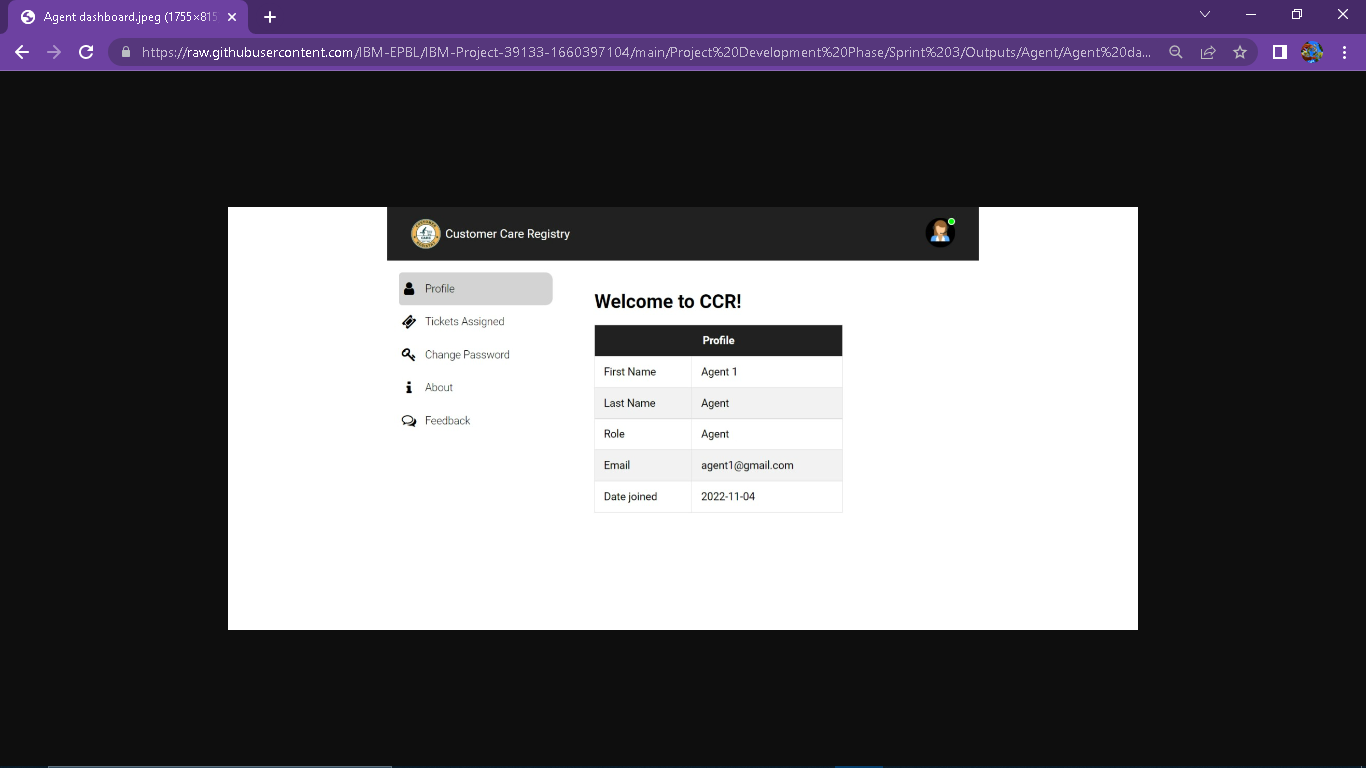 Agent dashboard.jpeg (1755×815
https://raw.githubusercontent.com/IBM-EPBL/IBM-Project-39133-1660397104/main/Project%20Development%20Phase/Sprint%203/Outputs/Agent/Agent%20da...
Customer Care Registry
Profile
Tickets Assigned
Change Password
About
Feedback
Welcome to CCR!
Profile
First Name Agent 1
Last Name Agent
Role Agent
Email agent1@gmail.com
Date joined 2022-11-04